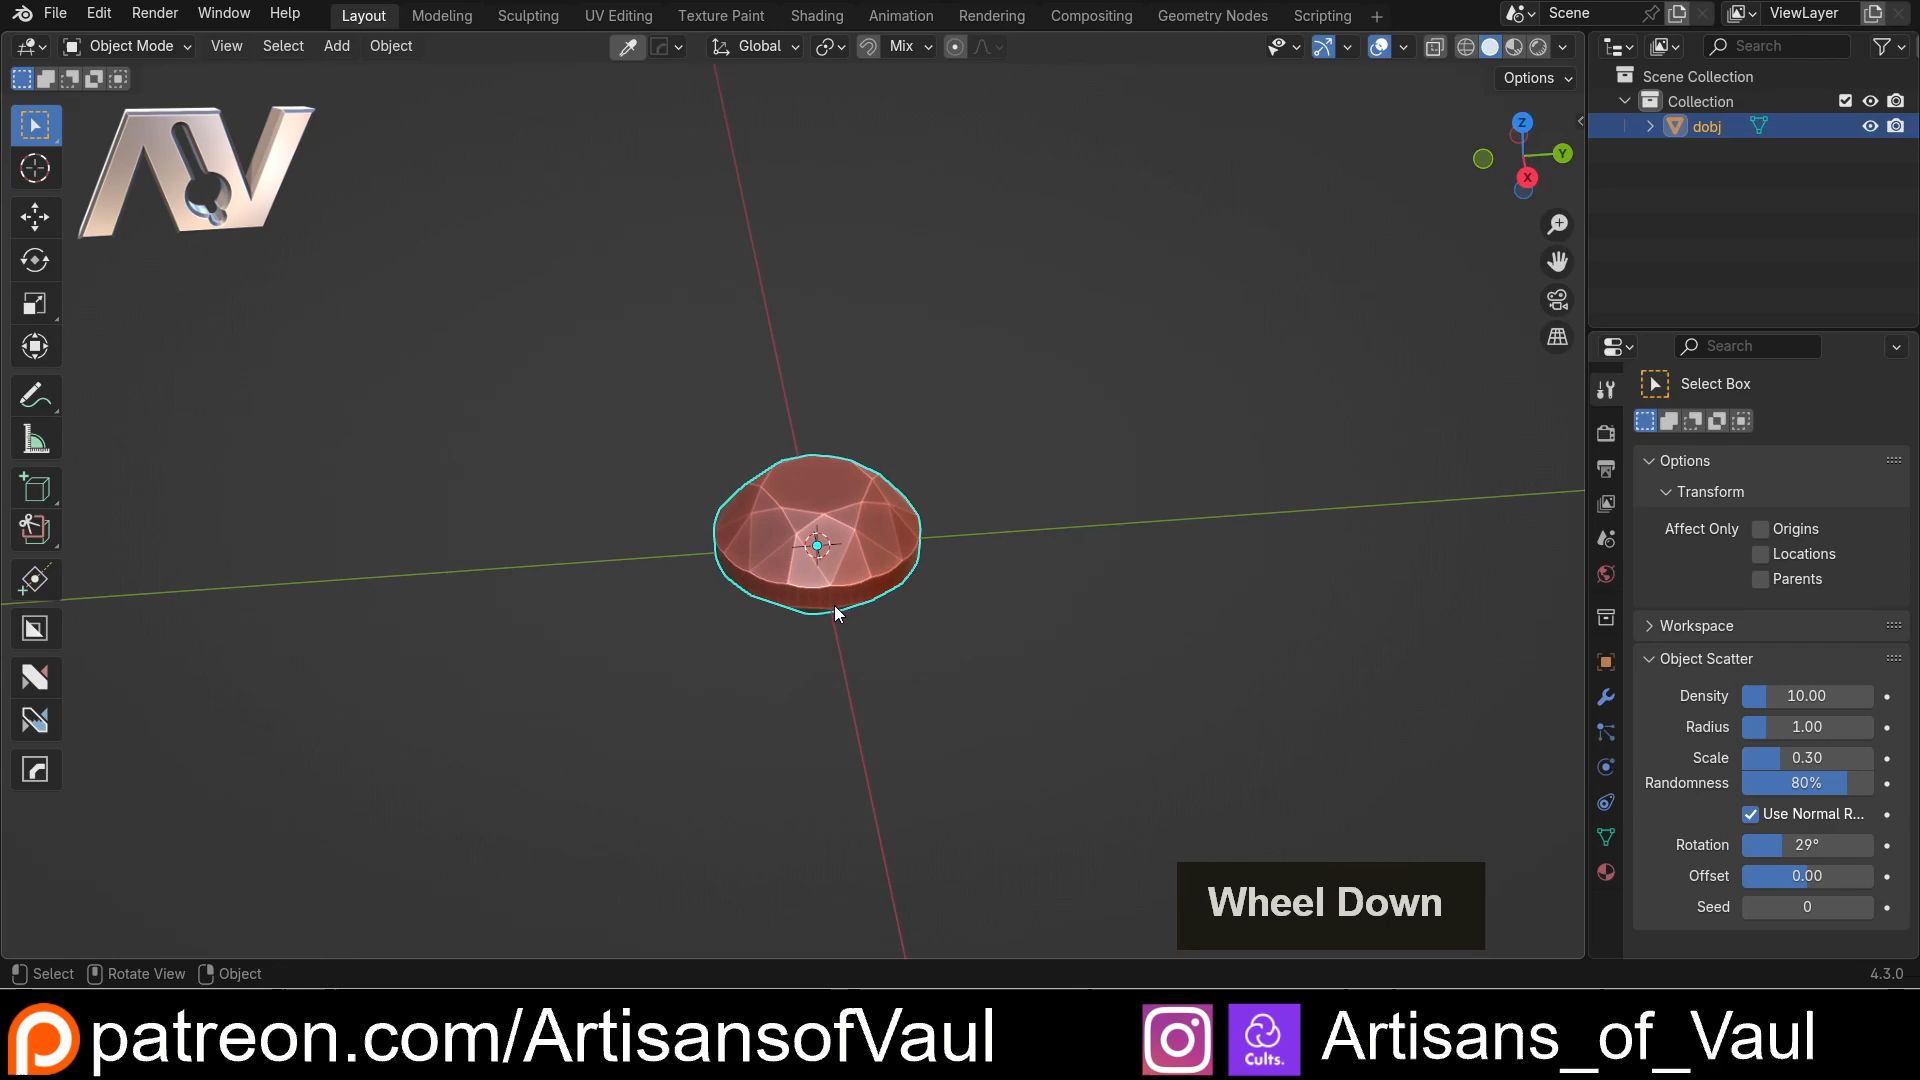 File Edit Render Window Help Layout Modeling Sculpting UV Editing Texture Paint Shading Animation Rendering Compositing Geometry Nodes Scripting + Scene ViewLayer
Object Mode View Select Add Object Global Mix Search
Options
Scene Collection
Collection
dobj
Z
Y
X
AV
Search
Select Box
Options
Transform
Affect Only Origins
Locations
Parents
Workspace
Object Scatter
Density 10.00
Radius 1.00
Scale 0.30
Randomness 80%
Use Normal R...
Rotation 29°
Offset 0.00
Seed 0
Wheel Down
Select Rotate View Object 4.3.0
patreon.com/ArtisansofVaul Cults. Artisans_of_Vaul